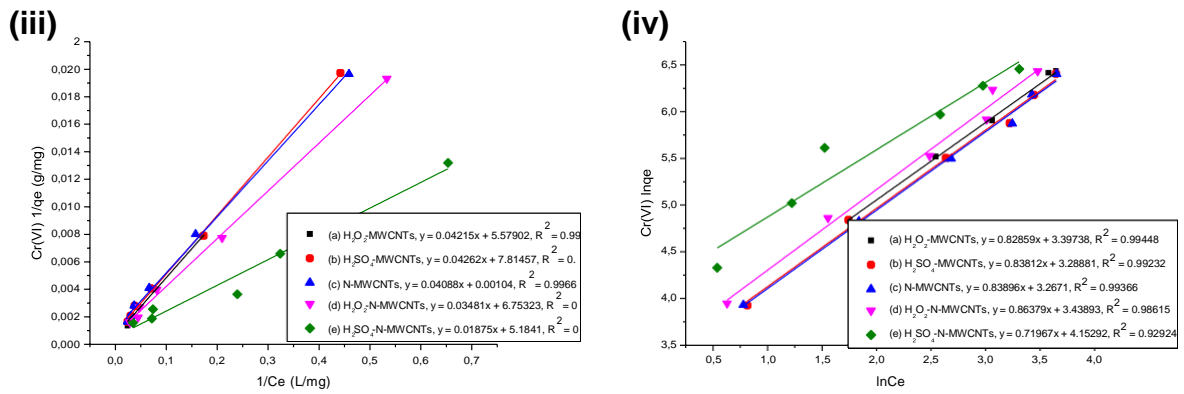 (iii)
2
0,020
0,018
0,016
0,014
0,012
0,010
0,008
0,006
0,004
0,002
0,000
Cr(VI) 1/qe (g/mg)
0,0 0,1 0,2 0,3 0,4 0,5 0,6 0,7
1/Ce (L/mg)
(a) H2O2-MWCNTs, y = 0.04215x + 5.57902, R2 = 0.99
(b) H2SO4-MWCNTs, y = 0.04262x + 7.81457, R2 = 0.
(c) N-MWCNTs, y = 0.04088x + 0.00104, R2 = 0.9966
(d) H2O2-N-MWCNTs, y = 0.03481x + 6.75323, R2 = 0
(e) H2SO4-N-MWCNTs, y = 0.01875x + 5.1841, R2 = 0
(iv)
6,5
6,0
5,5
5,0
4,5
4,0
3,5
Cr(VI) lnqe
0,5 1,0 1,5 2,0 2,5 3,0 3,5 4,0
lnCe
(a) H2O2-MWCNTs, y = 0.82859x + 3.39738, R2 = 0.99448
(b) H2SO4-MWCNTs, y = 0.83812x + 3.28881, R2 = 0.99232
(c) N-MWCNTs, y = 0.83896x + 3.2671, R2 = 0.99366
(d) H2O2-N-MWCNTs, y = 0.86379x + 3.43893, R2 = 0.98615
(e) H2SO4-N-MWCNTs, y = 0.71967x + 4.15292, R2 = 0.92924